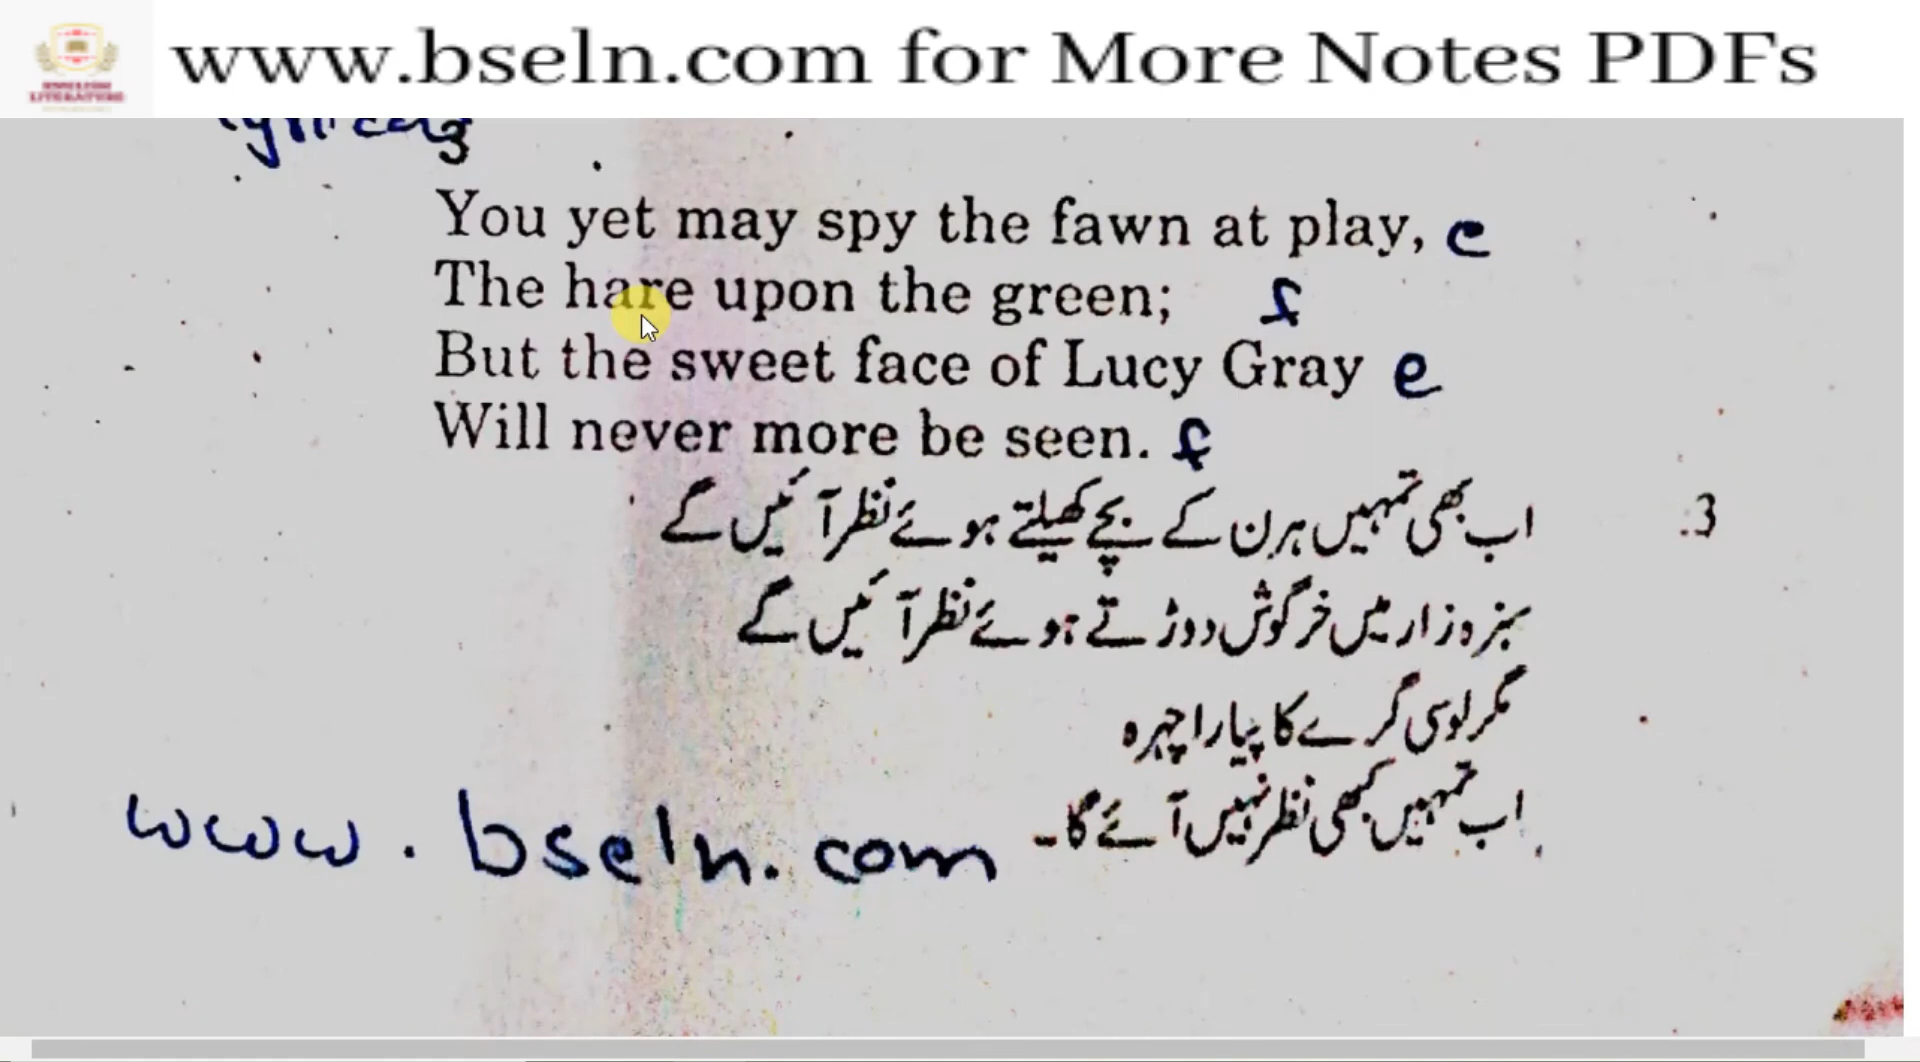 www.bseln.com for More Notes PDFs
ENGLISH
LITERATURE
You yet may spy the fawn at play, e
The hare upon the green; f
But the sweet face of Lucy Gray e
Will never more be seen. f
3. اب بھی تمہیں ہرن کے بچے کھیلتے ہوئے نظر آئیں گے
سبزہ زار میں خرگوش دوڑتے ہوئے نظر آئیں گے
مگر لوسی گرے کا پیارا چہرہ
اب تمہیں کبھی نظر نہیں آئے گا۔
www.bseln.com